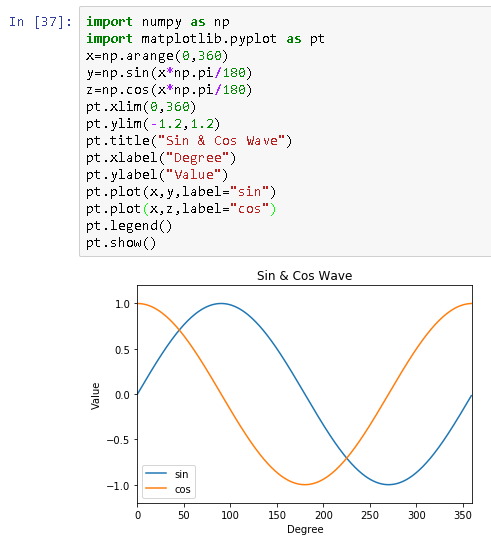 In [37]:
import numpy as np
import matplotlib.pyplot as pt
x=np.arange(0,360)
y=np.sin(x*np.pi/180)
z=np.cos(x*np.pi/180)
pt.xlim(0,360)
pt.ylim(-1.2,1.2)
pt.title("Sin & Cos Wave")
pt.xlabel("Degree")
pt.ylabel("Value")
pt.plot(x,y,label="sin")
pt.plot(x,z,label="cos")
pt.legend()
pt.show()
Sin & Cos Wave
1.0
0.5
0.0
−0.5
−1.0
Value
sin
cos
0 50 100 150 200 250 300 350
Degree